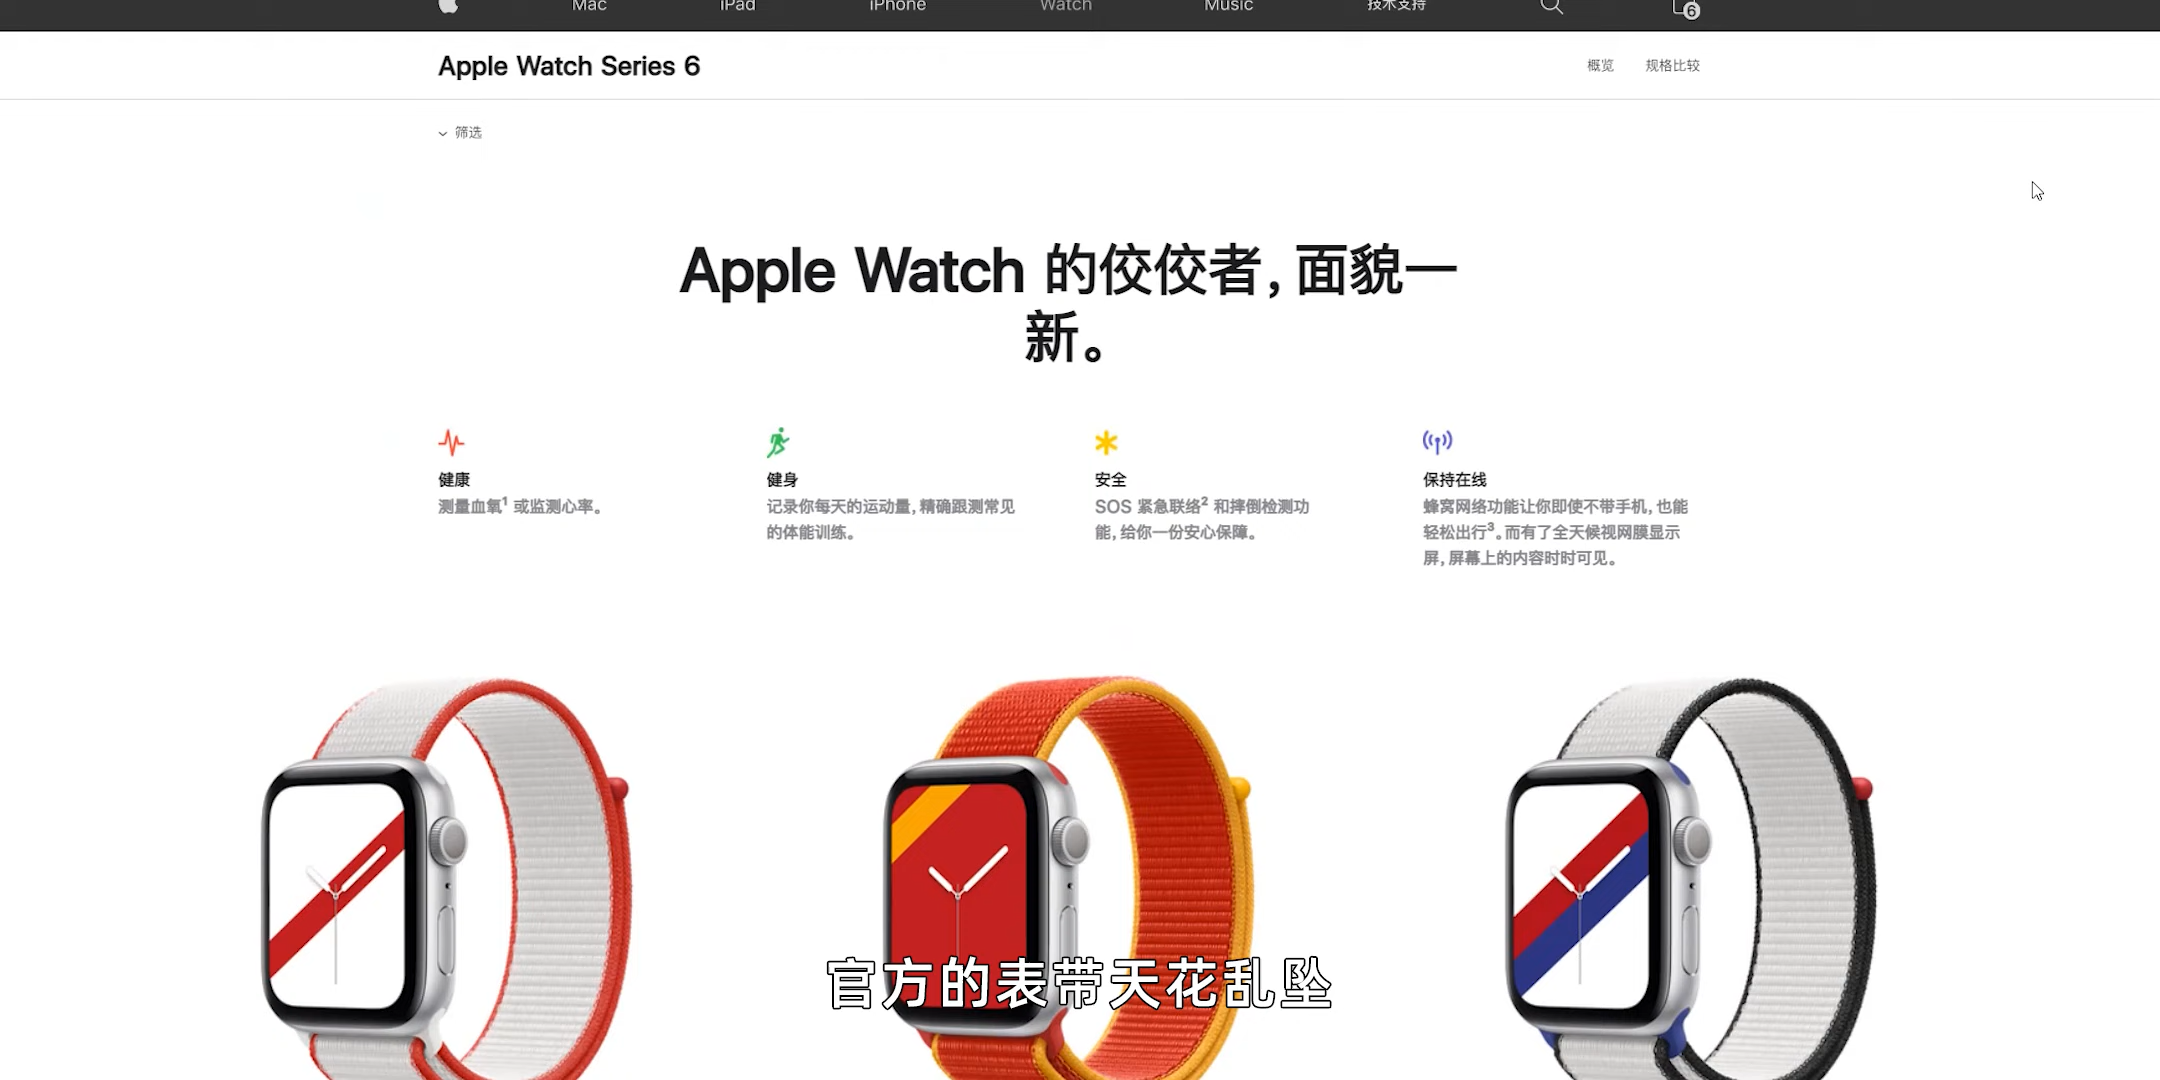 Mac iPad iPhone Watch Music 技术支持 6
Apple Watch Series 6
概览 规格比较
筛选
Apple Watch 的佼佼者，面貌一
新。
健康
测量血氧1 或监测心率。
健身
记录你每天的运动量，精确跟测常见
的体能训练。
安全
SOS 紧急联络2 和摔倒检测功
能，给你一份安心保障。
保持在线
蜂窝网络功能让你即使不带手机，也能
轻松出行3。而有了全天候视网膜显示
屏，屏幕上的内容时时可见。
官方的表带天花乱坠